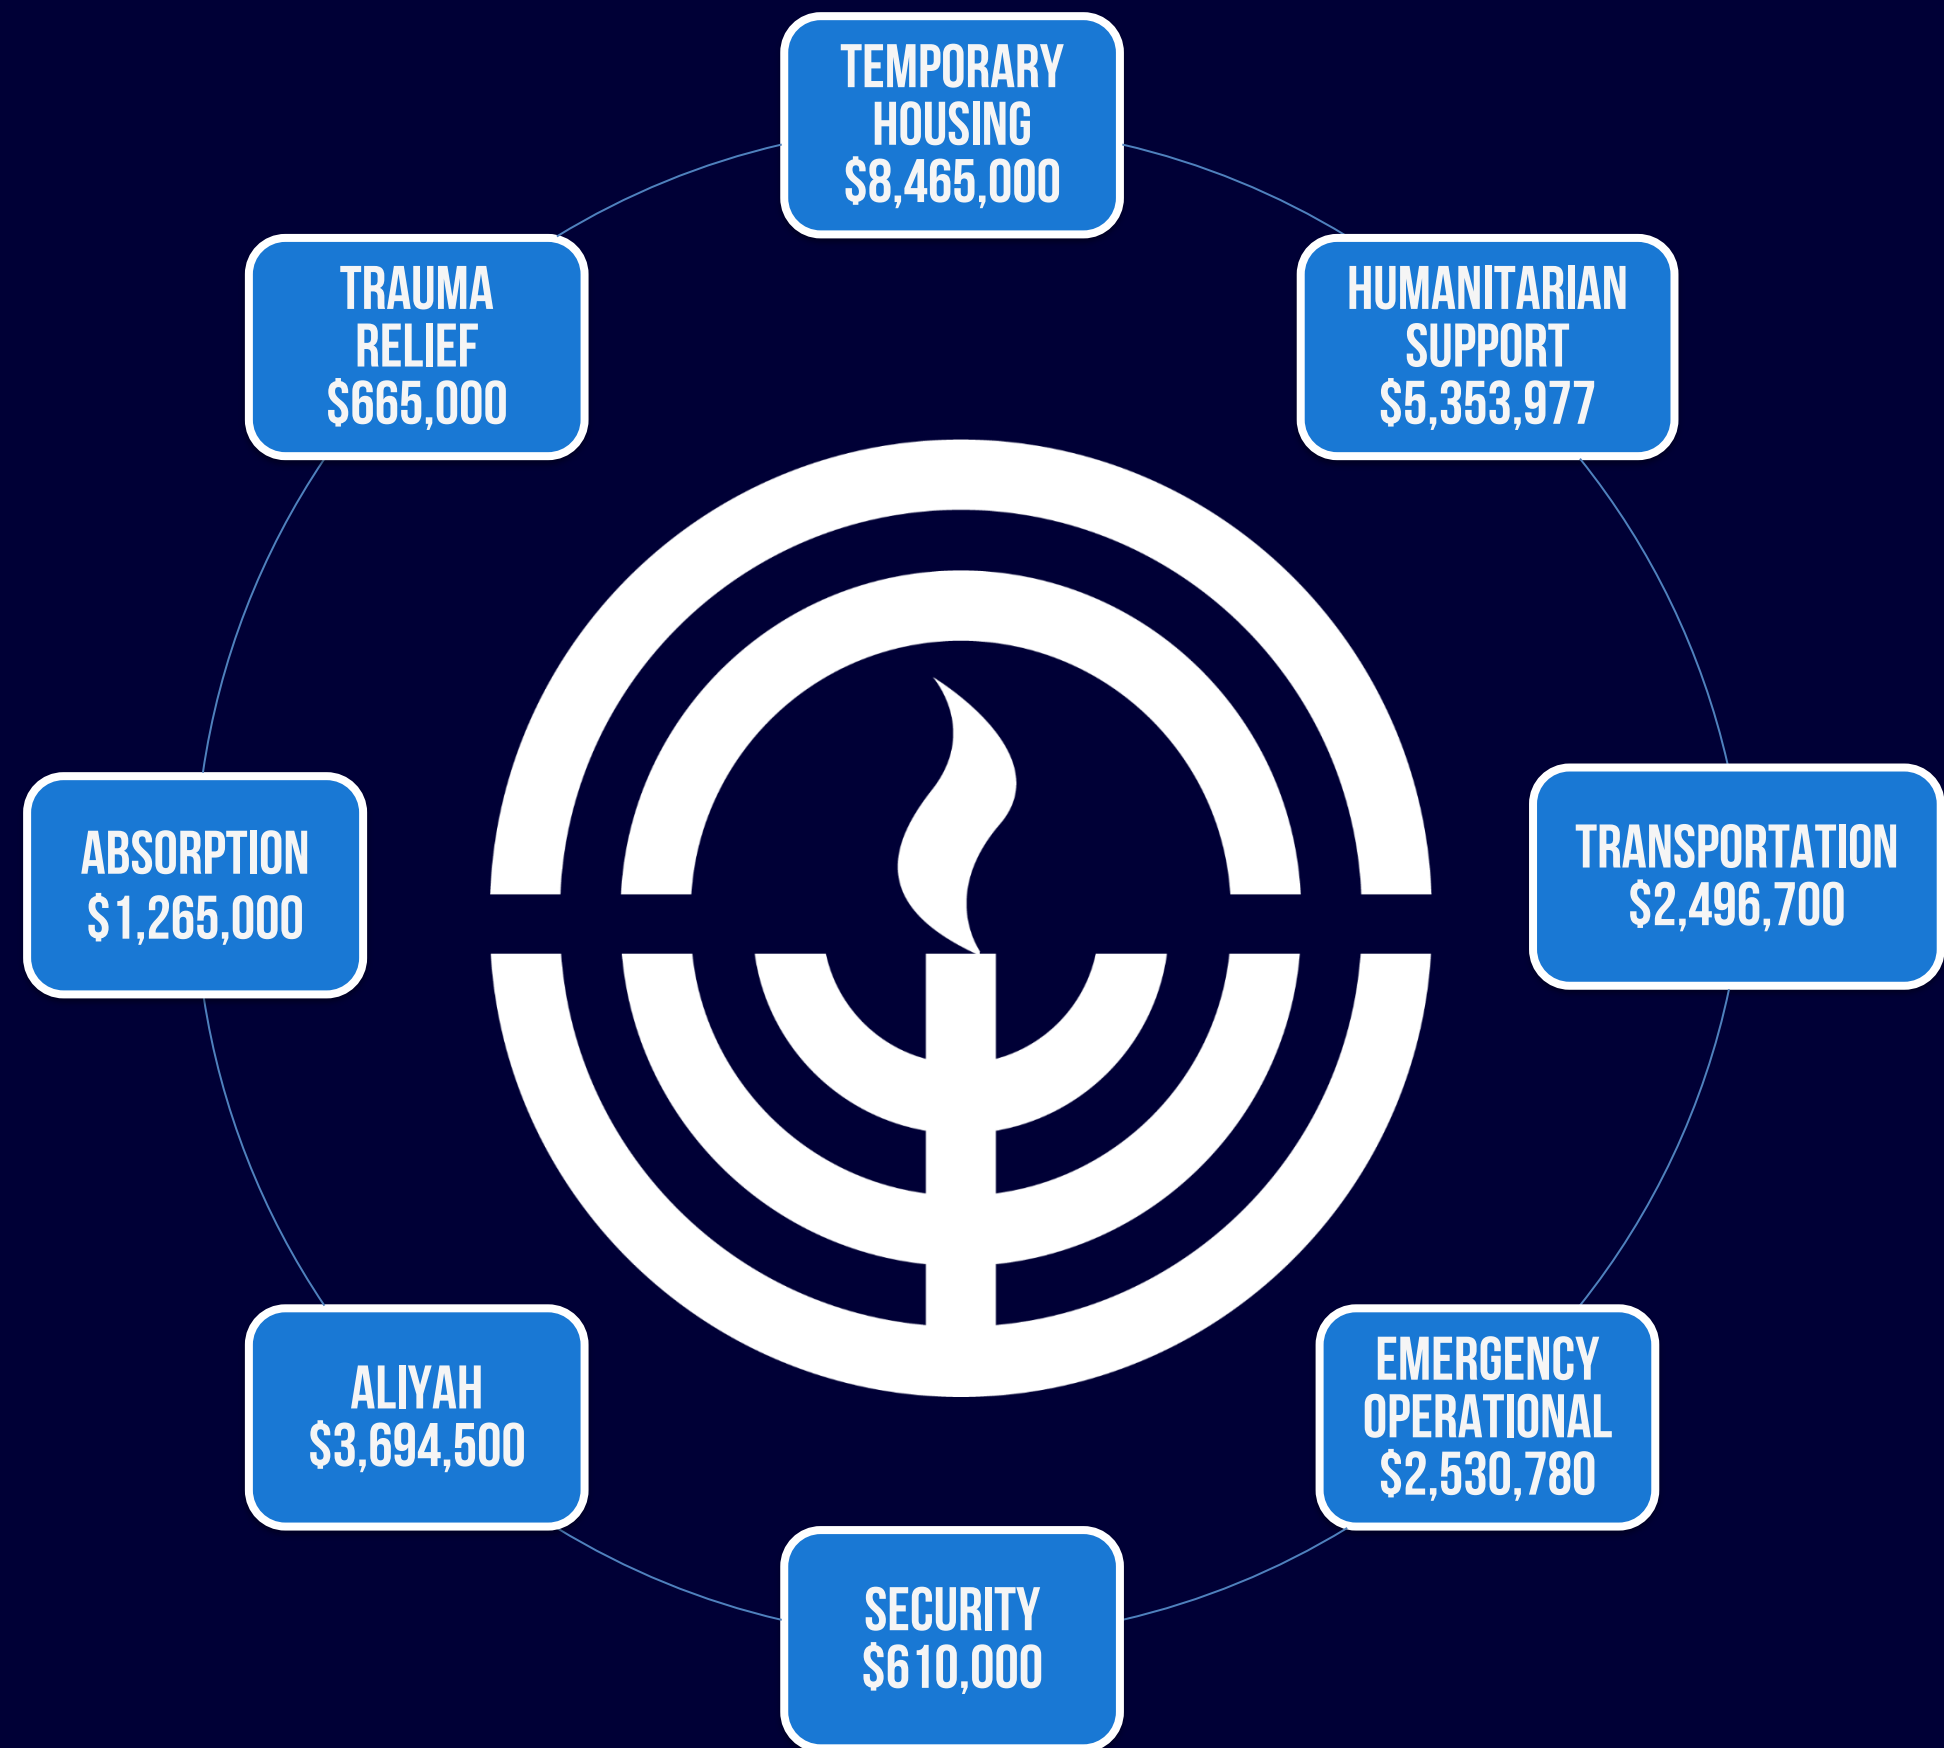 TEMPORARY
HOUSING
$8,465,000
HUMANITARIAN
SUPPORT
$5,353,977
TRANSPORTATION
$2,496,700
EMERGENCY
OPERATIONAL
$2,530,780
SECURITY
$610,000
ALIYAH
$3,694,500
ABSORPTION
$1,265,000
TRAUMA
RELIEF
$665,000